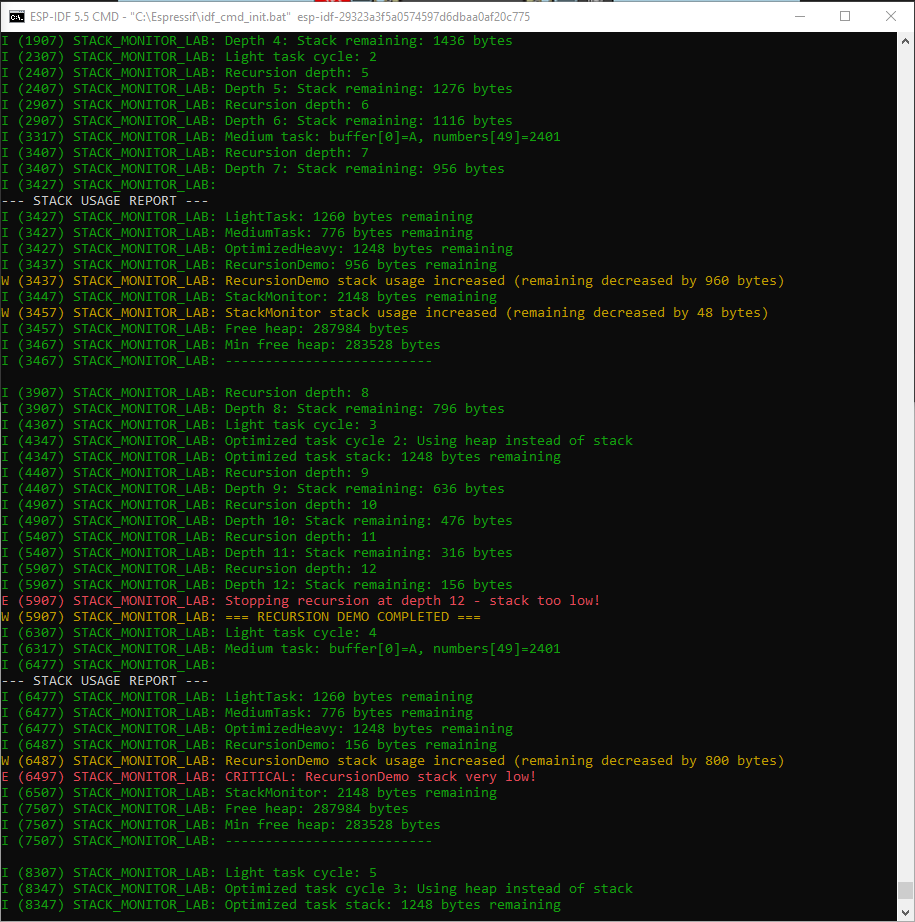 ESP-IDF 5.5 CMD - "C:\Espressif\idf_cmd_init.bat" esp-idf-29323a3f5a0574597d6dbaa0af20c775
I (1907) STACK_MONITOR_LAB: Depth 4: Stack remaining: 1436 bytes
I (2307) STACK_MONITOR_LAB: Light task cycle: 2
I (2407) STACK_MONITOR_LAB: Recursion depth: 5
I (2407) STACK_MONITOR_LAB: Depth 5: Stack remaining: 1276 bytes
I (2907) STACK_MONITOR_LAB: Recursion depth: 6
I (2907) STACK_MONITOR_LAB: Depth 6: Stack remaining: 1116 bytes
I (3317) STACK_MONITOR_LAB: Medium task: buffer[0]=A, numbers[49]=2401
I (3407) STACK_MONITOR_LAB: Recursion depth: 7
I (3407) STACK_MONITOR_LAB: Depth 7: Stack remaining: 956 bytes
I (3427) STACK_MONITOR_LAB:
--- STACK USAGE REPORT ---
I (3427) STACK_MONITOR_LAB: LightTask: 1260 bytes remaining
I (3427) STACK_MONITOR_LAB: MediumTask: 776 bytes remaining
I (3427) STACK_MONITOR_LAB: OptimizedHeavy: 1248 bytes remaining
I (3437) STACK_MONITOR_LAB: RecursionDemo: 956 bytes remaining
W (3437) STACK_MONITOR_LAB: RecursionDemo stack usage increased (remaining decreased by 960 bytes)
I (3447) STACK_MONITOR_LAB: StackMonitor: 2148 bytes remaining
W (3457) STACK_MONITOR_LAB: StackMonitor stack usage increased (remaining decreased by 48 bytes)
I (3457) STACK_MONITOR_LAB: Free heap: 287984 bytes
I (3467) STACK_MONITOR_LAB: Min free heap: 283528 bytes
I (3467) STACK_MONITOR_LAB: --------------------------
I (3907) STACK_MONITOR_LAB: Recursion depth: 8
I (3907) STACK_MONITOR_LAB: Depth 8: Stack remaining: 796 bytes
I (4307) STACK_MONITOR_LAB: Light task cycle: 3
I (4347) STACK_MONITOR_LAB: Optimized task cycle 2: Using heap instead of stack
I (4347) STACK_MONITOR_LAB: Optimized task stack: 1248 bytes remaining
I (4407) STACK_MONITOR_LAB: Recursion depth: 9
I (4407) STACK_MONITOR_LAB: Depth 9: Stack remaining: 636 bytes
I (4907) STACK_MONITOR_LAB: Recursion depth: 10
I (4907) STACK_MONITOR_LAB: Depth 10: Stack remaining: 476 bytes
I (5407) STACK_MONITOR_LAB: Recursion depth: 11
I (5407) STACK_MONITOR_LAB: Depth 11: Stack remaining: 316 bytes
I (5907) STACK_MONITOR_LAB: Recursion depth: 12
I (5907) STACK_MONITOR_LAB: Depth 12: Stack remaining: 156 bytes
E (5907) STACK_MONITOR_LAB: Stopping recursion at depth 12 - stack too low!
W (5907) STACK_MONITOR_LAB: === RECURSION DEMO COMPLETED ===
I (6307) STACK_MONITOR_LAB: Light task cycle: 4
I (6317) STACK_MONITOR_LAB: Medium task: buffer[0]=A, numbers[49]=2401
I (6477) STACK_MONITOR_LAB:
--- STACK USAGE REPORT ---
I (6477) STACK_MONITOR_LAB: LightTask: 1260 bytes remaining
I (6477) STACK_MONITOR_LAB: MediumTask: 776 bytes remaining
I (6477) STACK_MONITOR_LAB: OptimizedHeavy: 1248 bytes remaining
I (6487) STACK_MONITOR_LAB: RecursionDemo: 156 bytes remaining
W (6487) STACK_MONITOR_LAB: RecursionDemo stack usage increased (remaining decreased by 800 bytes)
E (6497) STACK_MONITOR_LAB: CRITICAL: RecursionDemo stack very low!
I (6507) STACK_MONITOR_LAB: StackMonitor: 2148 bytes remaining
I (7507) STACK_MONITOR_LAB: Free heap: 287984 bytes
I (7507) STACK_MONITOR_LAB: Min free heap: 283528 bytes
I (7507) STACK_MONITOR_LAB: --------------------------
I (8307) STACK_MONITOR_LAB: Light task cycle: 5
I (8347) STACK_MONITOR_LAB: Optimized task cycle 3: Using heap instead of stack
I (8347) STACK_MONITOR_LAB: Optimized task stack: 1248 bytes remaining